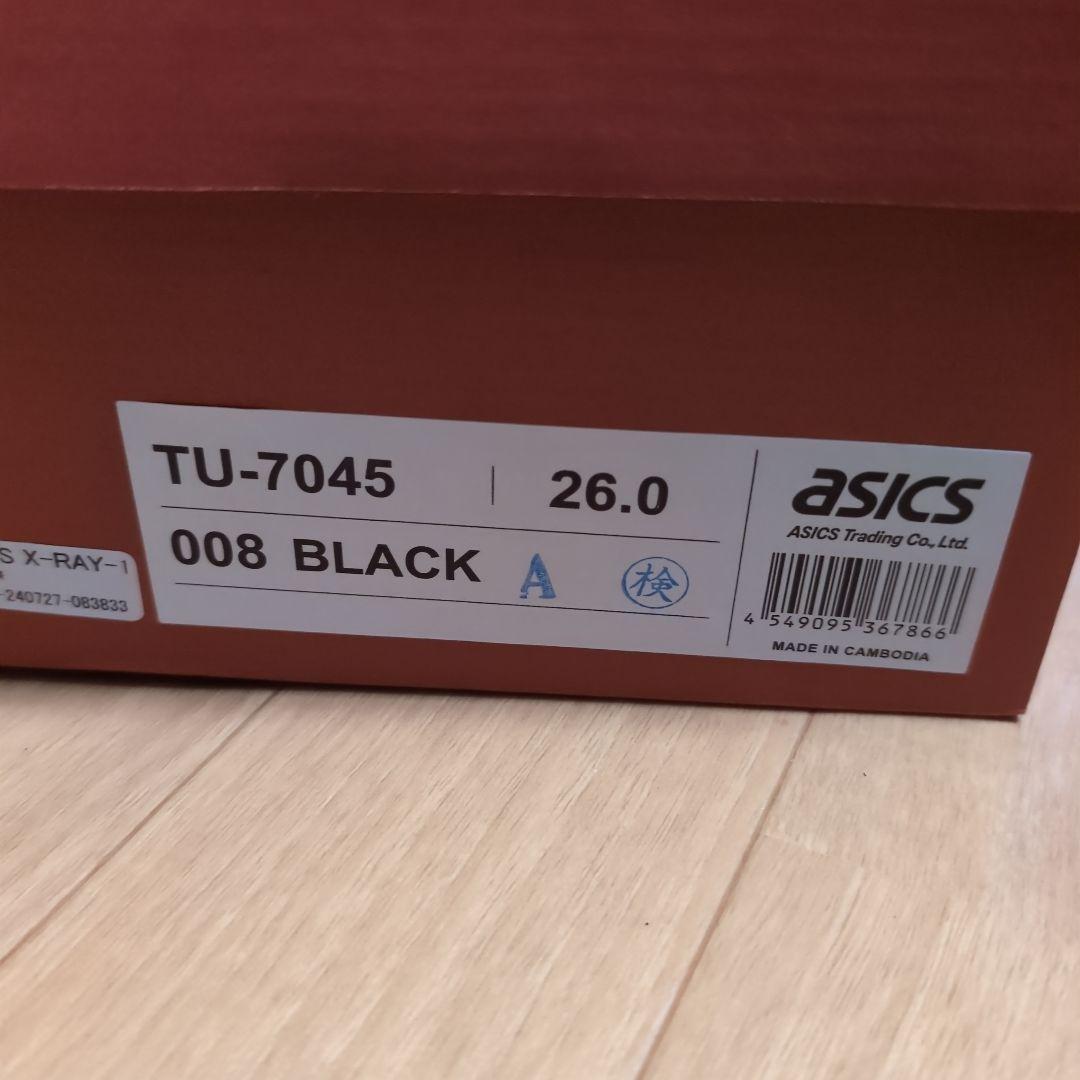 TU-7045 | 26.0
008 BLACK A 検
asics
ASICS Trading Co., Ltd.
4 549095 367866
MADE IN CAMBODIA
S X-RAY-1
-240727-083833